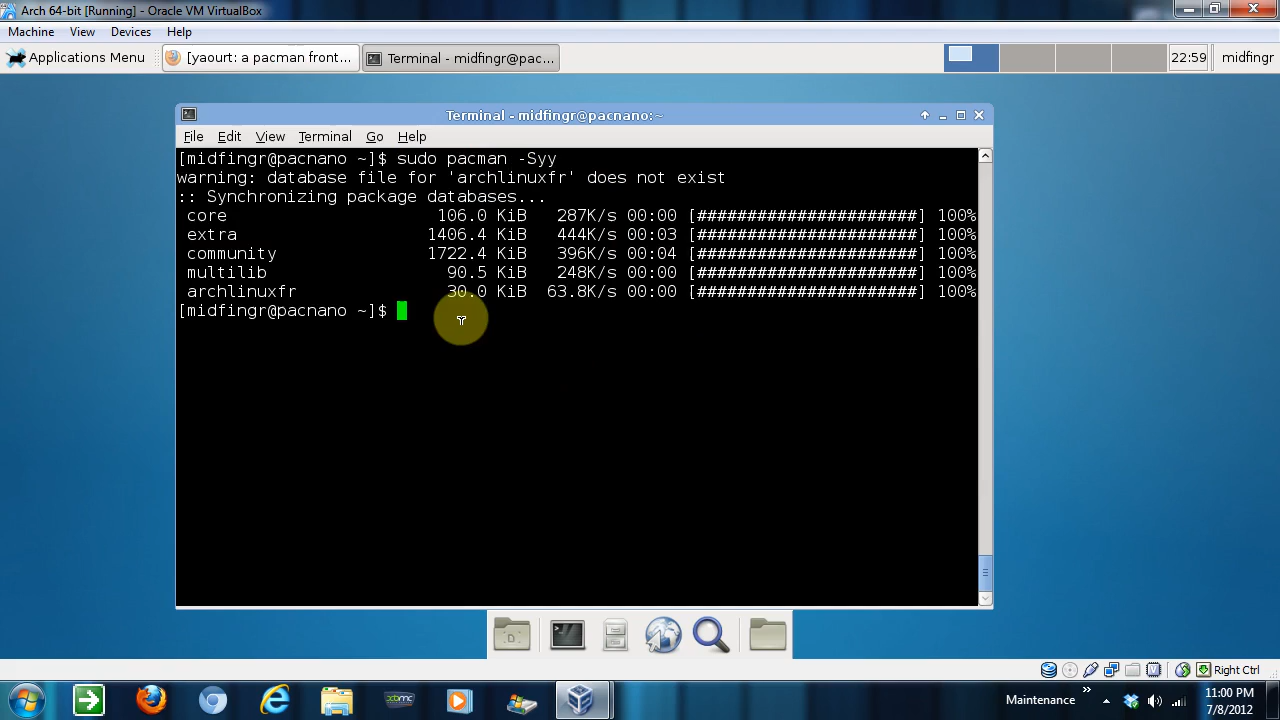 Arch 64-bit [Running] - Oracle VM VirtualBox
Machine View Devices Help
Applications Menu [yaourt: a pacman front... Terminal - midfingr@pac... 22:59 midfingr
Terminal - midfingr@pacnano:~
File Edit View Terminal Go Help
[midfingr@pacnano ~]$ sudo pacman -Syy
warning: database file for 'archlinuxfr' does not exist
:: Synchronizing package databases...
core 106.0 KiB 287K/s 00:00 [######################] 100%
extra 1406.4 KiB 444K/s 00:03 [######################] 100%
community 1722.4 KiB 396K/s 00:04 [######################] 100%
multilib 90.5 KiB 248K/s 00:00 [######################] 100%
archlinuxfr 30.0 KiB 63.8K/s 00:00 [######################] 100%
[midfingr@pacnano ~]$
D
Right Ctrl
xbmc
Maintenance
11:00 PM
7/8/2012